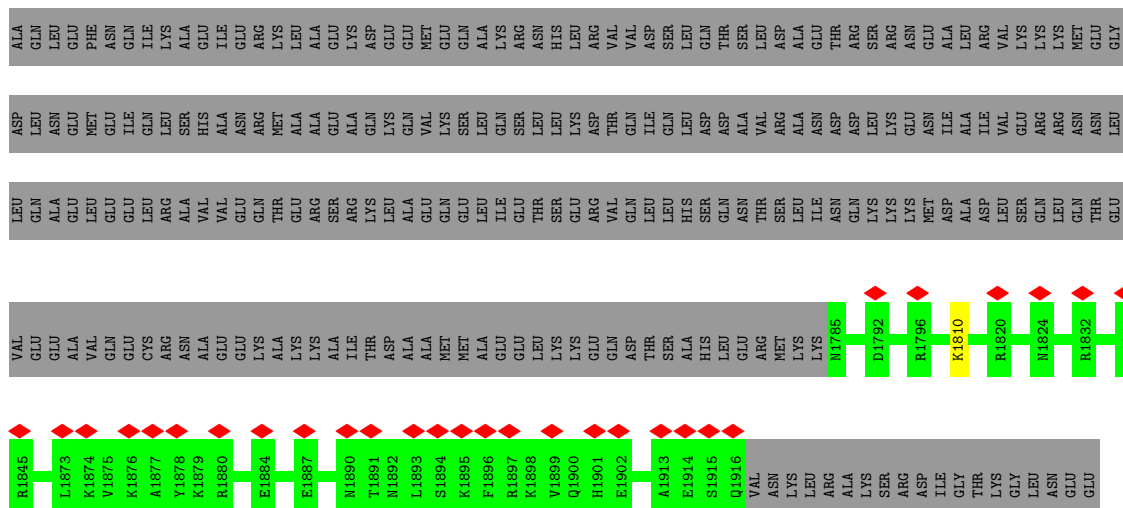 ALA GLN LEU GLU PHE ASN GLN ILE LYS ALA GLU ILE GLU ARG LYS LEU ALA GLU LYS ASP GLU GLU MET GLU GLN ALA LYS ARG ASN HIS LEU ARG VAL VAL ASP SER LEU GLN THR SER LEU ASP ALA GLU THR ARG SER ARG ASN GLU ALA LEU ARG VAL LYS LYS LYS MET GLU GLY
ASP LEU ASN GLU MET GLU ILE GLN LEU SER HIS ALA ASN ARG MET ALA ALA GLU ALA GLN LYS GLN VAL LYS SER LEU GLN SER LEU LEU LYS ASP THR GLN ILE GLN LEU ASP ASP ALA VAL ARG ALA ASN ASP ASP LEU LYS GLU ASN ILE ALA ILE VAL GLU ARG ARG ASN ASN LEU
LEU GLN ALA GLU LEU GLU GLU LEU ARG ALA VAL VAL GLU GLN THR GLU ARG SER ARG LYS LEU ALA GLU GLN GLU LEU ILE GLU THR SER GLU ARG VAL GLN LEU LEU HIS SER GLN ASN THR SER LEU ILE ASN GLN LYS LYS LYS MET ASP ALA ASP LEU SER GLN LEU GLN THR GLU
VAL GLU GLU ALA VAL GLN GLU CYS ARG ASN ALA GLU GLU LYS ALA LYS LYS ALA ILE THR ASP ALA ALA MET MET ALA GLU GLU LEU LYS LYS GLU GLN ASP THR SER ALA HIS LEU GLU ARG MET LYS LYS N1785 D1792 R1796 K1810 R1820 N1824 R1832
R1845 L1873 K1874 V1875 K1876 A1877 Y1878 K1879 R1880 E1884 E1887 N1890 T1891 N1892 L1893 S1894 K1895 F1896 R1897 K1898 V1899 Q1900 H1901 E1902 A1913 E1914 S1915 Q1916 VAL ASN LYS LEU ARG ALA LYS SER ARG ASP ILE GLY THR LYS GLY LEU ASN GLU GLU